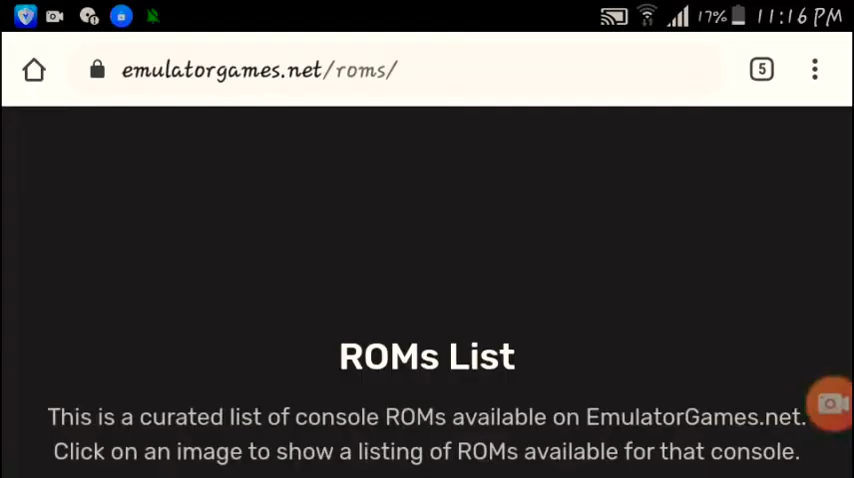 17% 11:16 PM
emulatorgames.net/roms/
5
ROMs List
This is a curated list of console ROMs available on EmulatorGames.net.
Click on an image to show a listing of ROMs available for that console.